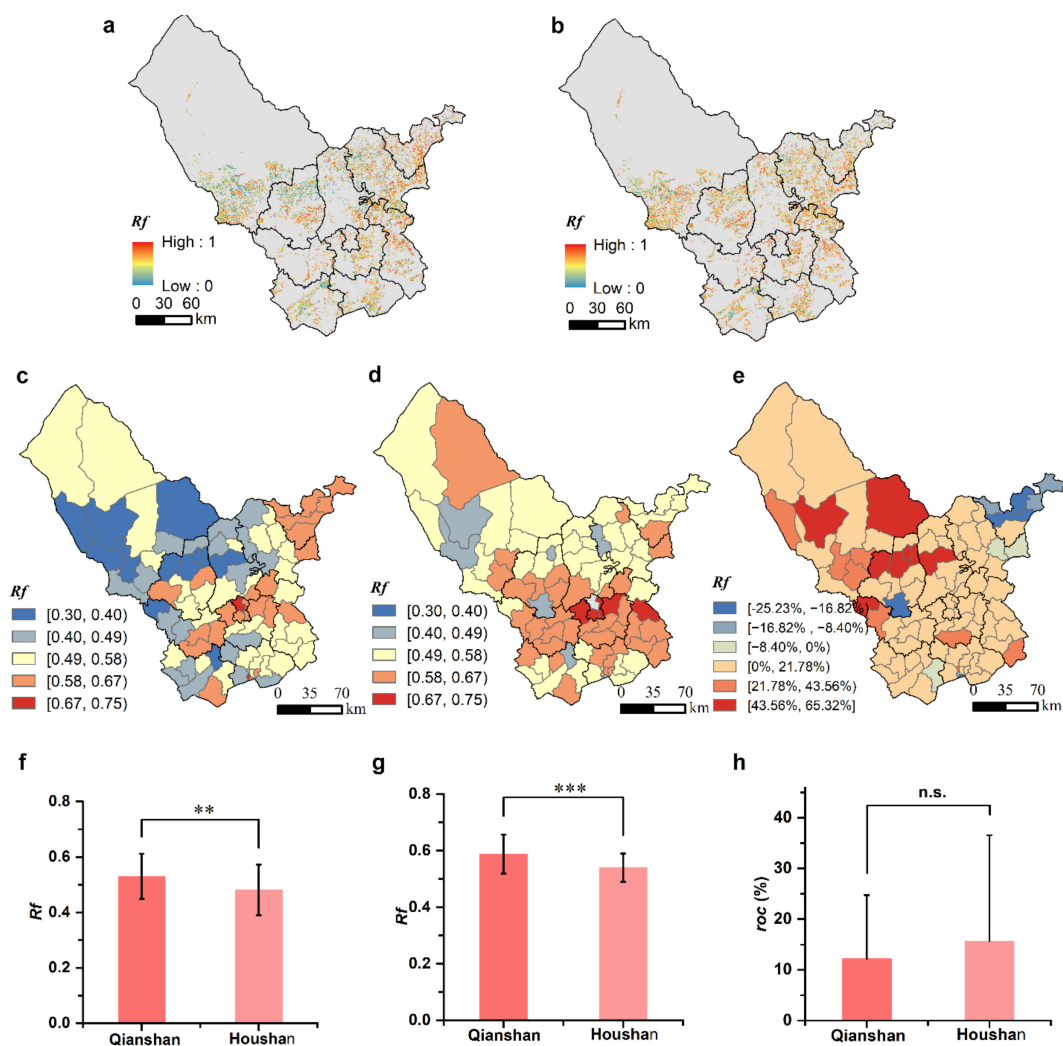 a
b
Rf
High : 1
Low : 0
0 30 60
km
Rf
High : 1
Low : 0
0 30 60
km
c
d
e
Rf
[0.30, 0.40)
[0.40, 0.49)
[0.49, 0.58)
[0.58, 0.67)
[0.67, 0.75)
0 35 70
km
Rf
[0.30, 0.40)
[0.40, 0.49)
[0.49, 0.58)
[0.58, 0.67)
[0.67, 0.75)
0 35 70
km
Rf
[-25.23%, −16.82%)
[-16.82%, −8.40%)
[−8.40%, 0%)
[0%, 21.78%)
[21.78%, 43.56%)
[43.56%, 65.32%]
0 35 70
km
f
0.8
0.6
0.4
0.2
0.0
Rf
**
Qianshan
Houshan
g
0.8
0.6
0.4
0.2
0.0
Rf
***
Qianshan
Houshan
h
40
30
20
10
0
roc (%)
n.s.
Qianshan
Houshan